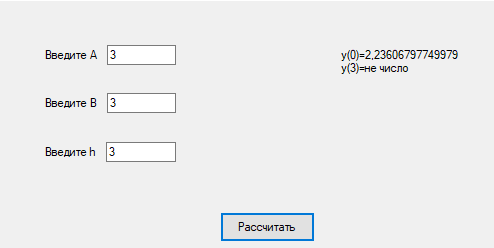 Введите A 3
y(0)=2,23606797749979
y(3)=не число
Введите B 3
Введите h 3
Рассчитать